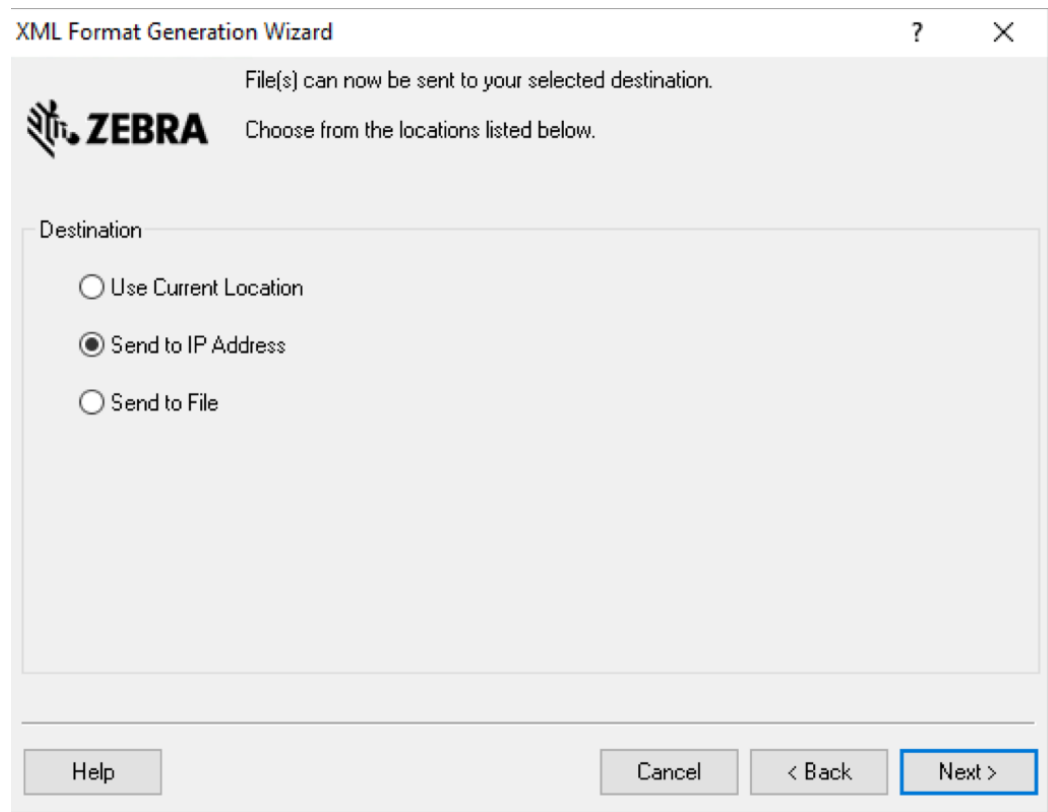 XML Format Generation Wizard
?
File(s) can now be sent to your selected destination.
ZEBRA
Choose from the locations listed below.
Destination
Use Current Location
Send to IP Address
Send to File
Help
Cancel
< Back
Next >